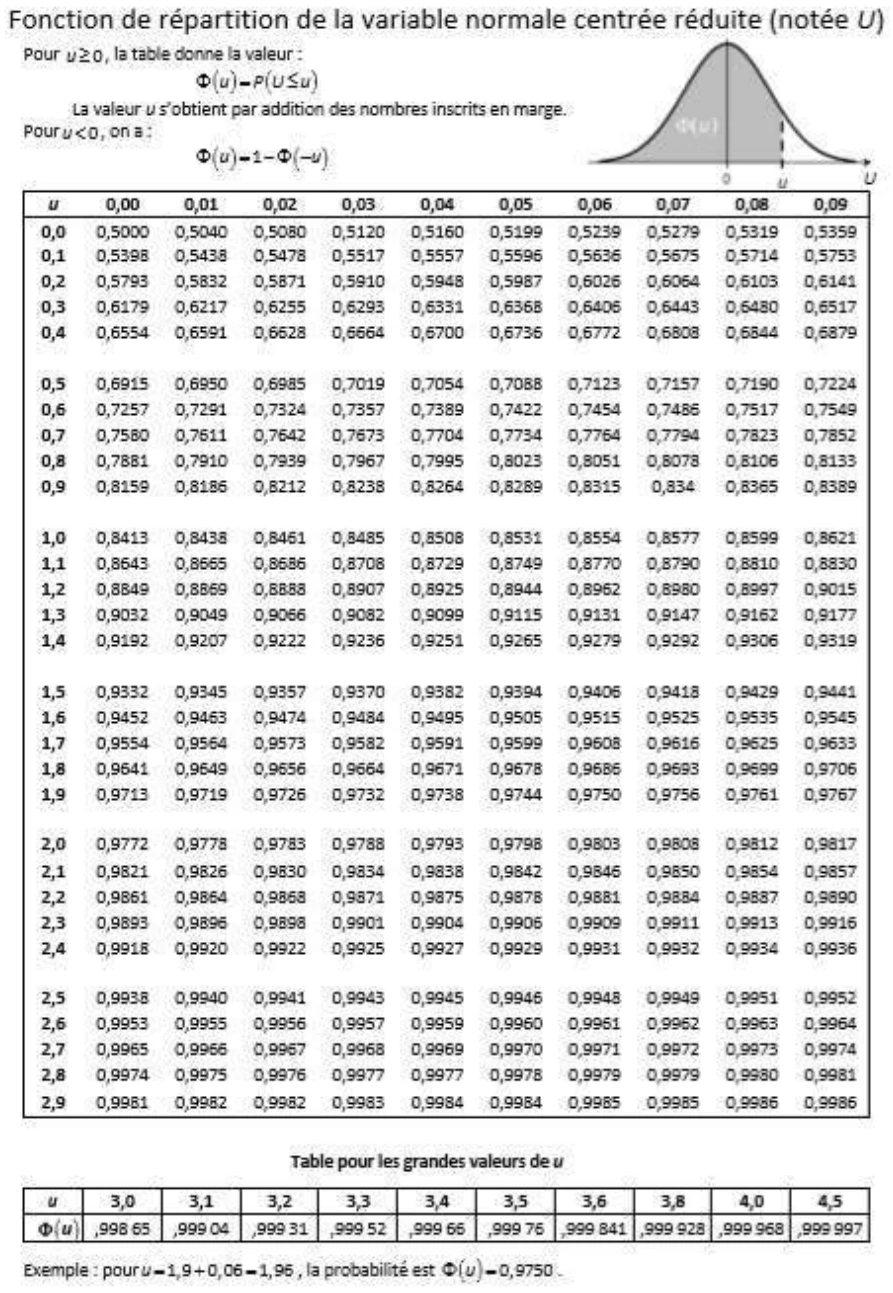 Fonction de répartition de la variable normale centrée réduite (notée U)
Pour u≥0, la table donne la valeur :
Φ(u)=P(U≤u)
La valeur u s'obtient par addition des nombres inscrits en marge.
Pour u<0, on a :
Φ(u)=1−Φ(−u)
Φ(u)
0 u U
u 0,00 0,01 0,02 0,03 0,04 0,05 0,06 0,07 0,08 0,09
0,0 0,5000 0,5040 0,5080 0,5120 0,5160 0,5199 0,5239 0,5279 0,5319 0,5359
0,1 0,5398 0,5438 0,5478 0,5517 0,5557 0,5596 0,5636 0,5675 0,5714 0,5753
0,2 0,5793 0,5832 0,5871 0,5910 0,5948 0,5987 0,6026 0,6064 0,6103 0,6141
0,3 0,6179 0,6217 0,6255 0,6293 0,6331 0,6368 0,6406 0,6443 0,6480 0,6517
0,4 0,6554 0,6591 0,6628 0,6664 0,6700 0,6736 0,6772 0,6808 0,6844 0,6879
0,5 0,6915 0,6950 0,6985 0,7019 0,7054 0,7088 0,7123 0,7157 0,7190 0,7224
0,6 0,7257 0,7291 0,7324 0,7357 0,7389 0,7422 0,7454 0,7486 0,7517 0,7549
0,7 0,7580 0,7611 0,7642 0,7673 0,7704 0,7734 0,7764 0,7794 0,7823 0,7852
0,8 0,7881 0,7910 0,7939 0,7967 0,7995 0,8023 0,8051 0,8078 0,8106 0,8133
0,9 0,8159 0,8186 0,8212 0,8238 0,8264 0,8289 0,8315 0,834 0,8365 0,8389
1,0 0,8413 0,8438 0,8461 0,8485 0,8508 0,8531 0,8554 0,8577 0,8599 0,8621
1,1 0,8643 0,8665 0,8686 0,8708 0,8729 0,8749 0,8770 0,8790 0,8810 0,8830
1,2 0,8849 0,8869 0,8888 0,8907 0,8925 0,8944 0,8962 0,8980 0,8997 0,9015
1,3 0,9032 0,9049 0,9066 0,9082 0,9099 0,9115 0,9131 0,9147 0,9162 0,9177
1,4 0,9192 0,9207 0,9222 0,9236 0,9251 0,9265 0,9279 0,9292 0,9306 0,9319
1,5 0,9332 0,9345 0,9357 0,9370 0,9382 0,9394 0,9406 0,9418 0,9429 0,9441
1,6 0,9452 0,9463 0,9474 0,9484 0,9495 0,9505 0,9515 0,9525 0,9535 0,9545
1,7 0,9554 0,9564 0,9573 0,9582 0,9591 0,9599 0,9608 0,9616 0,9625 0,9633
1,8 0,9641 0,9649 0,9656 0,9664 0,9671 0,9678 0,9686 0,9693 0,9699 0,9706
1,9 0,9713 0,9719 0,9726 0,9732 0,9738 0,9744 0,9750 0,9756 0,9761 0,9767
2,0 0,9772 0,9778 0,9783 0,9788 0,9793 0,9798 0,9803 0,9808 0,9812 0,9817
2,1 0,9821 0,9826 0,9830 0,9834 0,9838 0,9842 0,9846 0,9850 0,9854 0,9857
2,2 0,9861 0,9864 0,9868 0,9871 0,9875 0,9878 0,9881 0,9884 0,9887 0,9890
2,3 0,9893 0,9896 0,9898 0,9901 0,9904 0,9906 0,9909 0,9911 0,9913 0,9916
2,4 0,9918 0,9920 0,9922 0,9925 0,9927 0,9929 0,9931 0,9932 0,9934 0,9936
2,5 0,9938 0,9940 0,9941 0,9943 0,9945 0,9946 0,9948 0,9949 0,9951 0,9952
2,6 0,9953 0,9955 0,9956 0,9957 0,9959 0,9960 0,9961 0,9962 0,9963 0,9964
2,7 0,9965 0,9966 0,9967 0,9968 0,9969 0,9970 0,9971 0,9972 0,9973 0,9974
2,8 0,9974 0,9975 0,9976 0,9977 0,9977 0,9978 0,9979 0,9979 0,9980 0,9981
2,9 0,9981 0,9982 0,9982 0,9983 0,9984 0,9984 0,9985 0,9985 0,9986 0,9986
Table pour les grandes valeurs de u
u 3,0 3,1 3,2 3,3 3,4 3,5 3,6 3,8 4,0 4,5
Φ(u) ,998 65 ,999 04 ,999 31 ,999 52 ,999 66 ,999 76 ,999 841 ,999 928 ,999 968 ,999 997
Exemple : pour u=1,9+0,06=1,96, la probabilité est Φ(u)=0,9750.